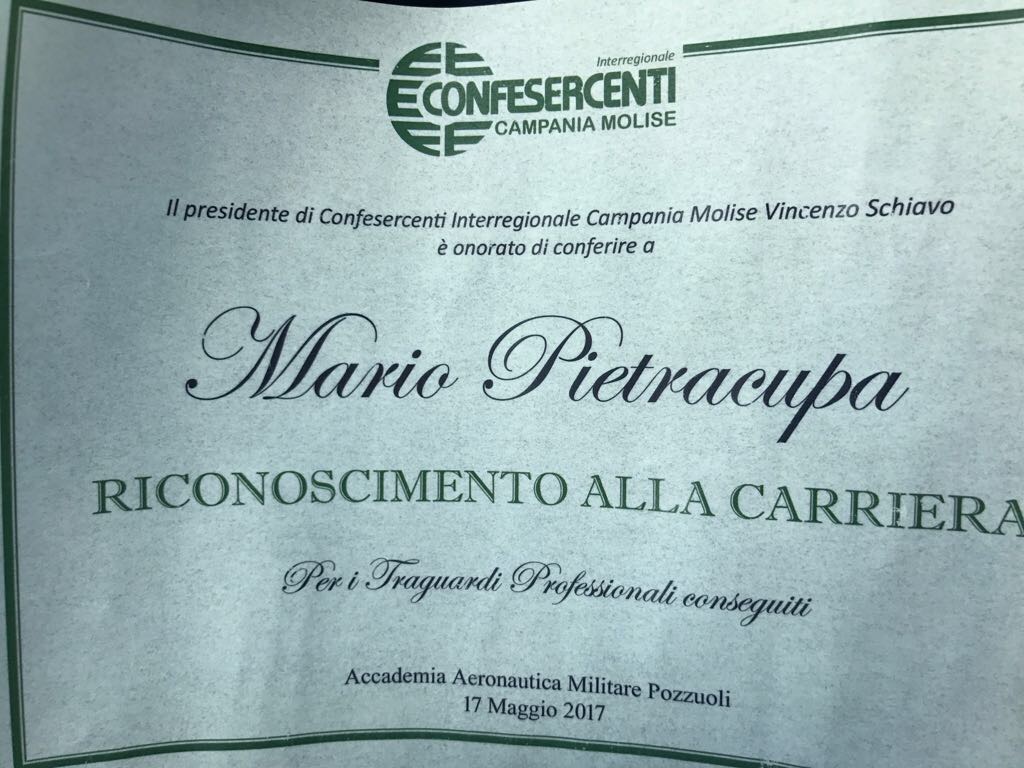 Interregionale
CONFESERCENTI
CAMPANIA MOLISE
Il presidente di Confesercenti Interregionale Campania Molise Vincenzo Schiavo
è onorato di conferire a
Mario Pietracupa
RICONOSCIMENTO ALLA CARRIERA
Per i Traguardi Professionali conseguiti
Accademia Aeronautica Militare Pozzuoli
17 Maggio 2017